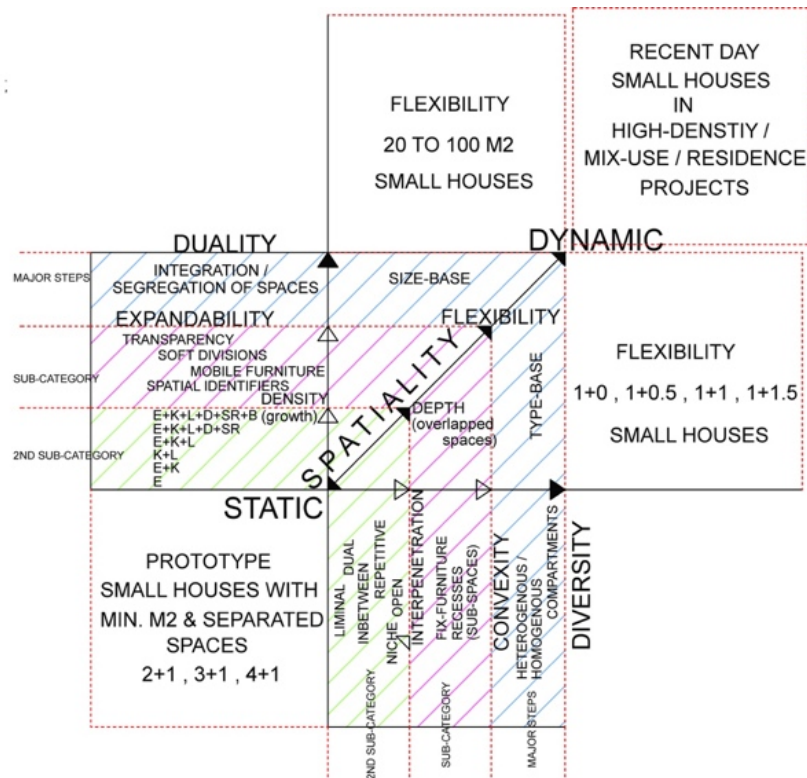 RECENT DAY
SMALL HOUSES
IN
HIGH-DENSTIY /
MIX-USE / RESIDENCE
PROJECTS
FLEXIBILITY
20 TO 100 M2
SMALL HOUSES
DUALITY
DYNAMIC
MAJOR STEPS
INTEGRATION /
SEGREGATION OF SPACES
SIZE-BASE
EXPANDABILITY
FLEXIBILITY
TRANSPARENCY
SOFT DIVISIONS
MOBILE FURNITURE
SPATIAL IDENTIFIERS
SUB-CATEGORY
DENSITY
(growth)
E+K+L+D+SR+B
E+K+L+D+SR
E+K+L
K+L
E+K
E
2ND SUB-CATEGORY
SPATIALITY
DEPTH
(overlapped
spaces)
TYPE-BASE
FLEXIBILITY
1+0 , 1+0.5 , 1+1 , 1+1.5
SMALL HOUSES
STATIC
PROTOTYPE
SMALL HOUSES WITH
MIN. M2 & SEPARATED
SPACES
2+1 , 3+1 , 4+1
LIMINAL DUAL
INBETWEEN REPETITIVE
NICHE OPEN
INTERPENETRATION
FIX-FURNITURE
RECESSES
(SUB-SPACES)
CONVEXITY
HETEROGENOUS /
HOMOGENOUS
COMPARTMENTS
DIVERSITY
2ND SUB-CATEGORY
SUB-CATEGORY
MAJOR STEPS